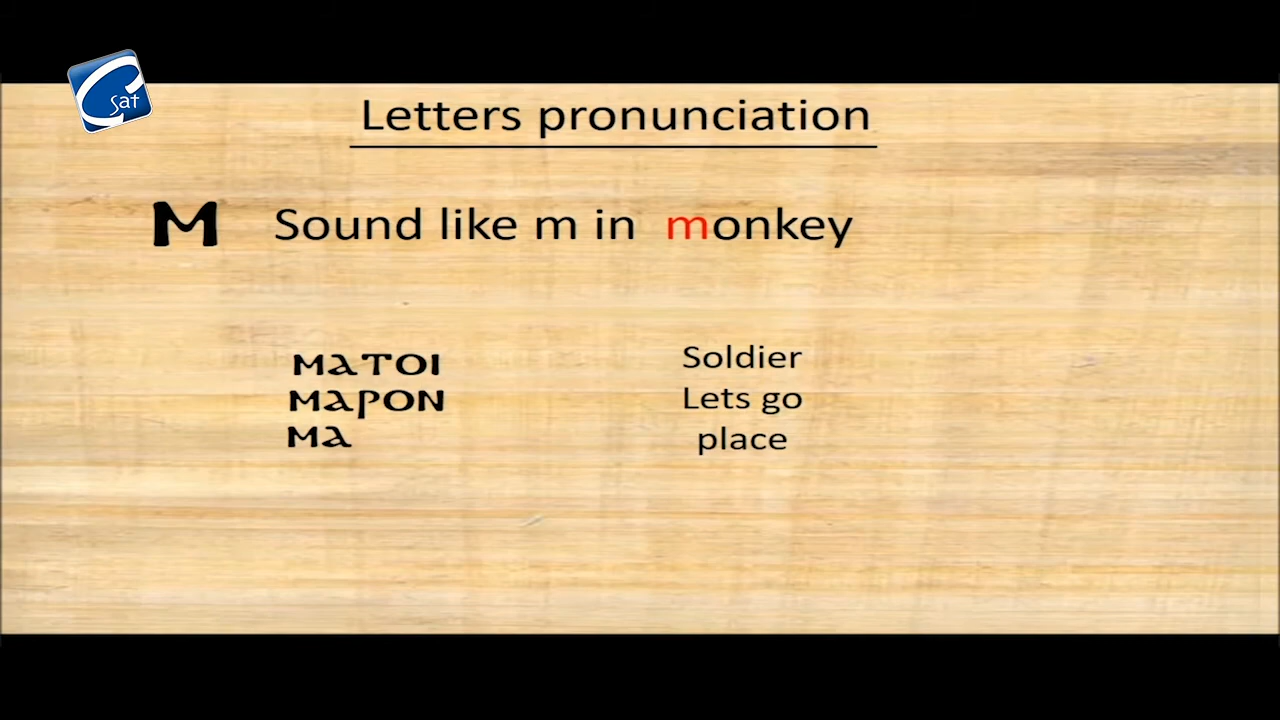 Sat
Letters pronunciation
Ⲙ Sound like m in monkey
ⲙⲁⲧⲟⲓ Soldier
ⲙⲁⲣⲟⲛ Lets go
ⲙⲁ place